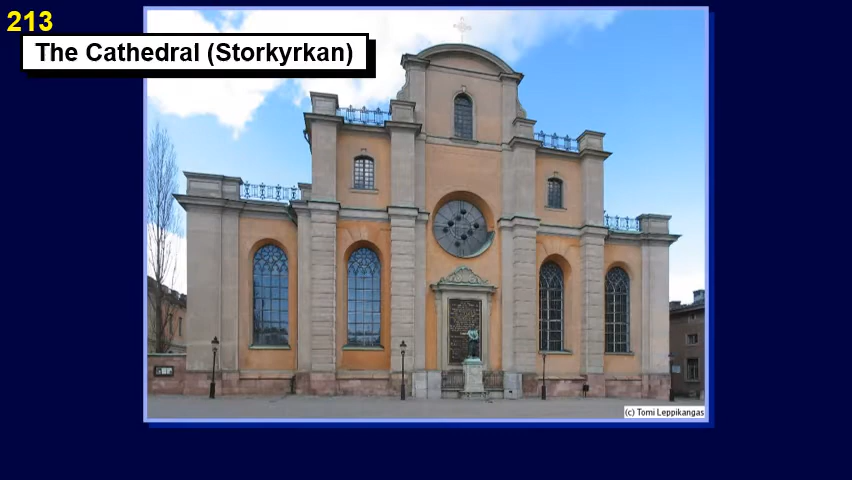 213
The Cathedral (Storkyrkan)
(c) Tomi Leppikangas